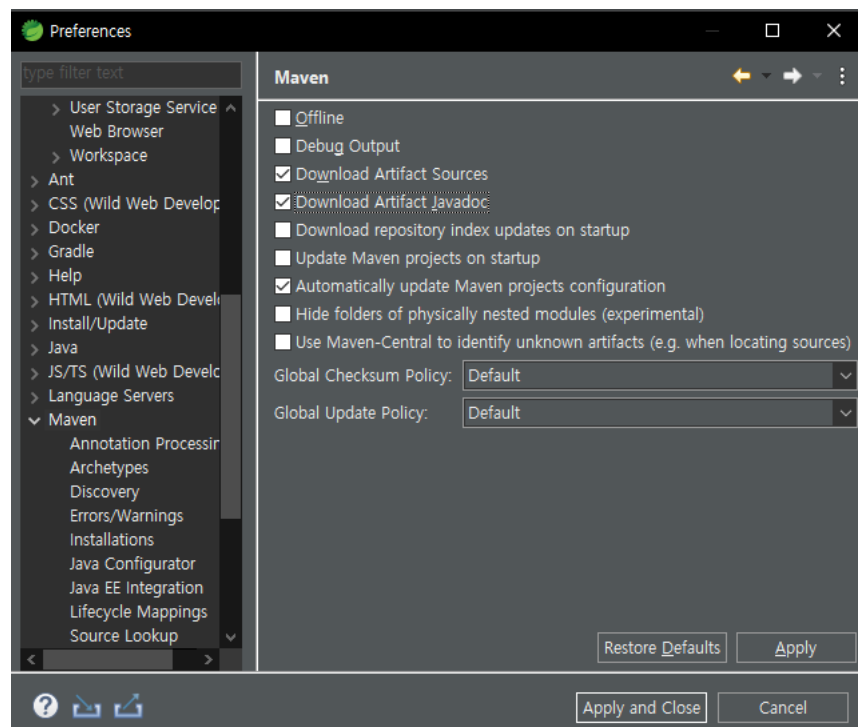 Preferences
type filter text
User Storage Service
Web Browser
Workspace
Ant
CSS (Wild Web Develop
Docker
Gradle
Help
HTML (Wild Web Develo
Install/Update
Java
JS/TS (Wild Web Develc
Language Servers
Maven
Annotation Processin
Archetypes
Discovery
Errors/Warnings
Installations
Java Configurator
Java EE Integration
Lifecycle Mappings
Source Lookup
Maven
Offline
Debug Output
Download Artifact Sources
Download Artifact Javadoc
Download repository index updates on startup
Update Maven projects on startup
Automatically update Maven projects configuration
Hide folders of physically nested modules (experimental)
Use Maven-Central to identify unknown artifacts (e.g. when locating sources)
Global Checksum Policy: Default
Global Update Policy: Default
Restore Defaults Apply
Apply and Close Cancel